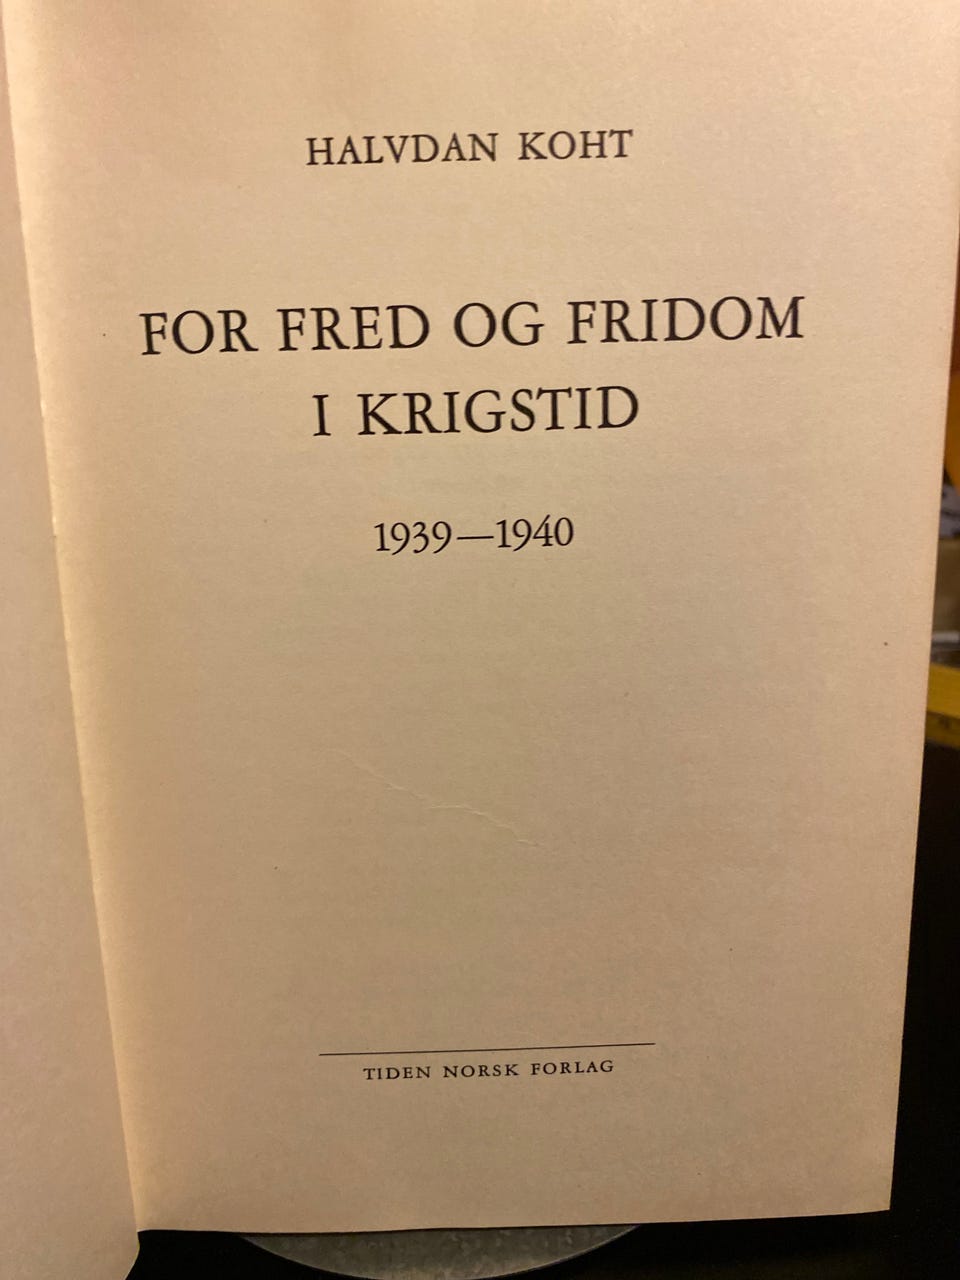 HALVDAN KOHT
FOR FRED OG FRIDOM
I KRIGSTID
1939—1940
TIDEN NORSK FORLAG